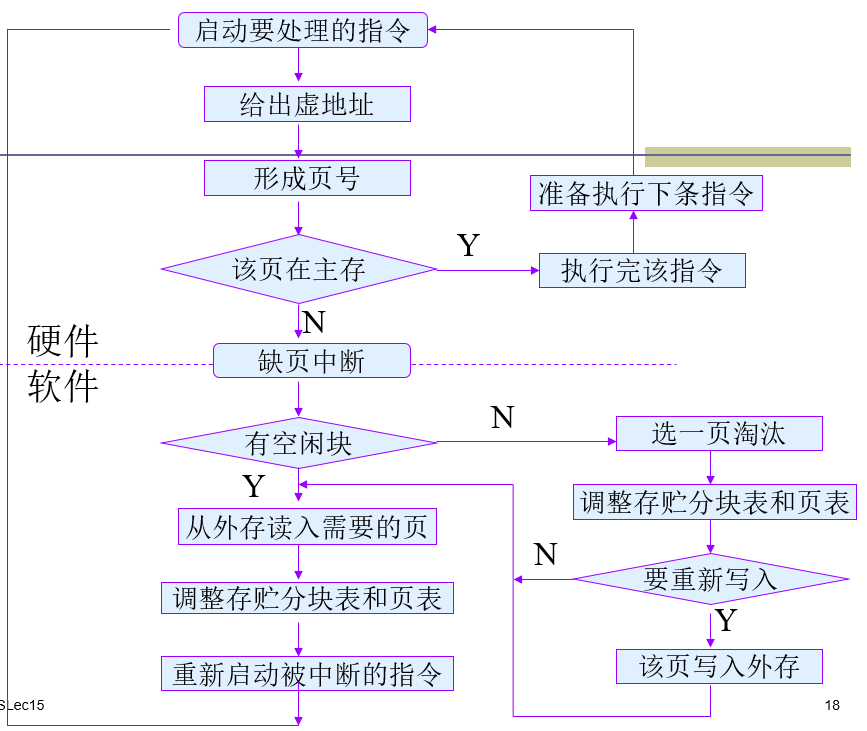 启动要处理的指令
给出虚地址
形成页号
准备执行下条指令
该页在主存
Y
执行完该指令
N
硬件
缺页中断
软件
有空闲块
N
选一页淘汰
Y
调整存贮分块表和页表
从外存读入需要的页
N
要重新写入
调整存贮分块表和页表
Y
该页写入外存
重新启动被中断的指令
SLec15
18